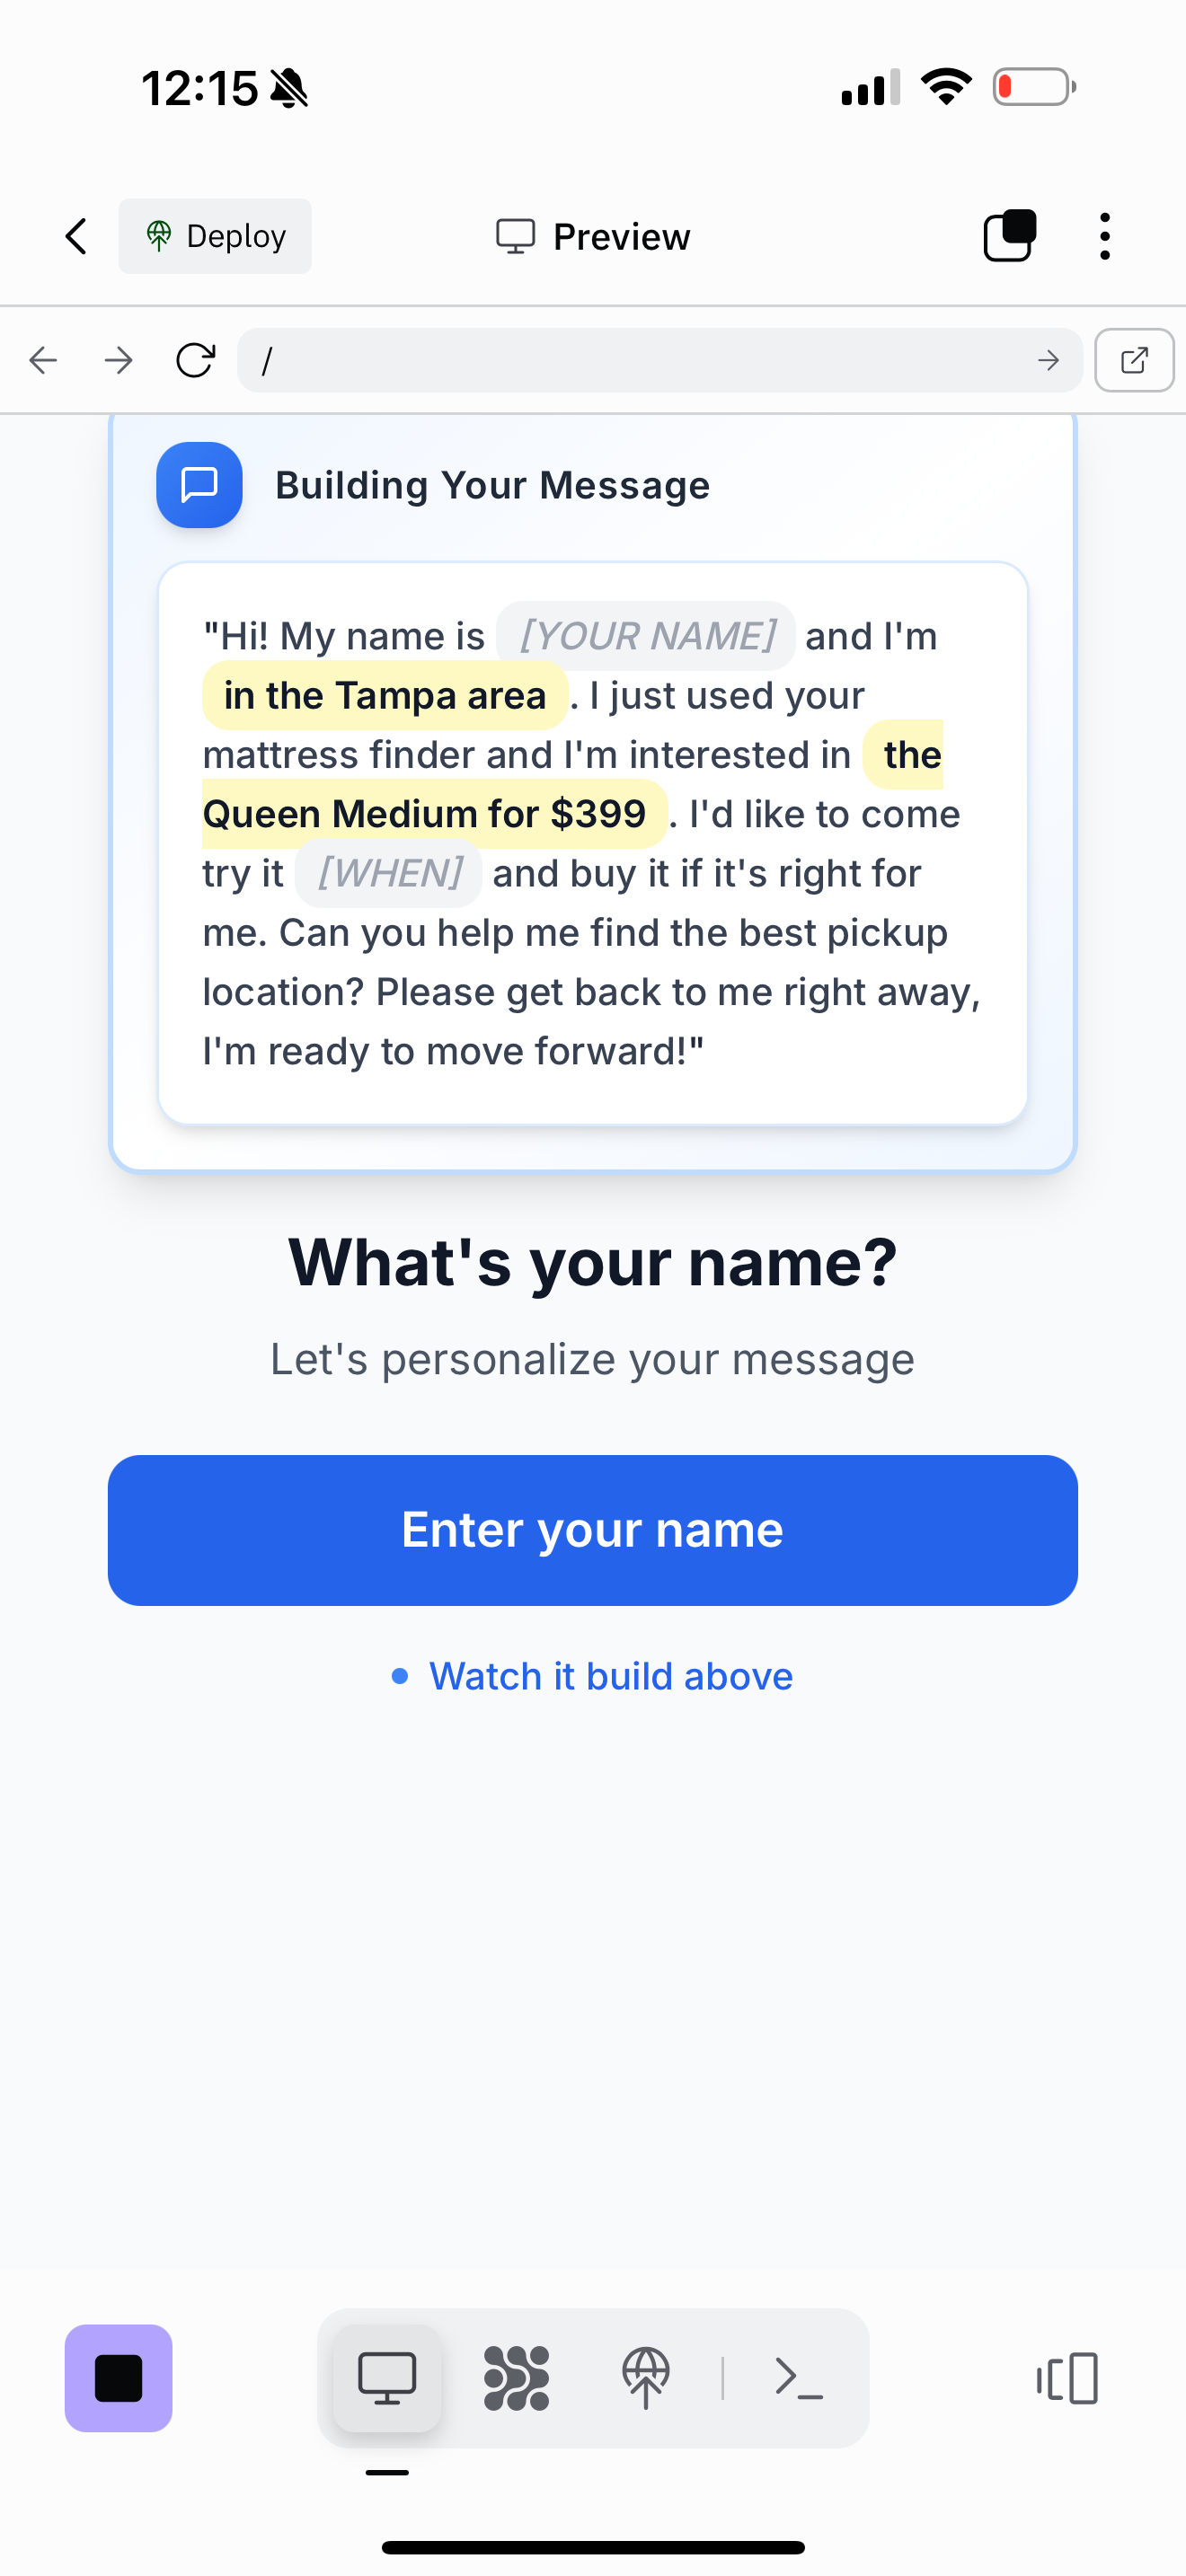 12:15
Deploy
Preview
/
Building Your Message
"Hi! My name is [YOUR NAME] and I'm
in the Tampa area. I just used your
mattress finder and I'm interested in the
Queen Medium for $399. I'd like to come
try it [WHEN] and buy it if it's right for
me. Can you help me find the best pickup
location? Please get back to me right away,
I'm ready to move forward!"
What's your name?
Let's personalize your message
Enter your name
Watch it build above